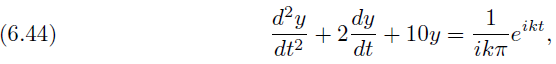 (6.44) d²y/dt² + 2 dy/dt + 10y = 1/(ikπ) e^{ikt},